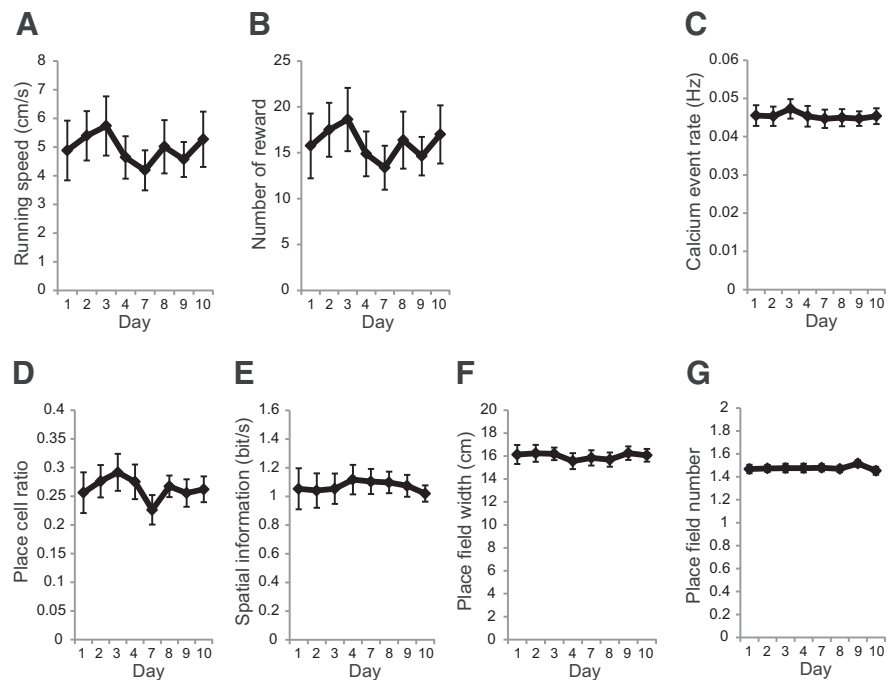 A
Running speed (cm/s)
8
7
6
5
4
3
2
1
0
1 2 3 4 7 8 9 10
Day
B
Number of reward
25
20
15
10
5
0
1 2 3 4 7 8 9 10
Day
C
Calcium event rate (Hz)
0.06
0.05
0.04
0.03
0.02
0.01
0
1 2 3 4 7 8 9 10
Day
D
Place cell ratio
0.4
0.35
0.3
0.25
0.2
0.15
0.1
0.05
0
1 2 3 4 7 8 9 10
Day
E
Spatial information (bit/s)
1.6
1.4
1.2
1
0.8
0.6
0.4
0.2
0
1 2 3 4 7 8 9 10
Day
F
Place field width (cm)
20
18
16
14
12
10
8
6
4
2
0
1 2 3 4 7 8 9 10
Day
G
Place field number
2
1.8
1.6
1.4
1.2
1
0.8
0.6
0.4
0.2
0
1 2 3 4 7 8 9 10
Day